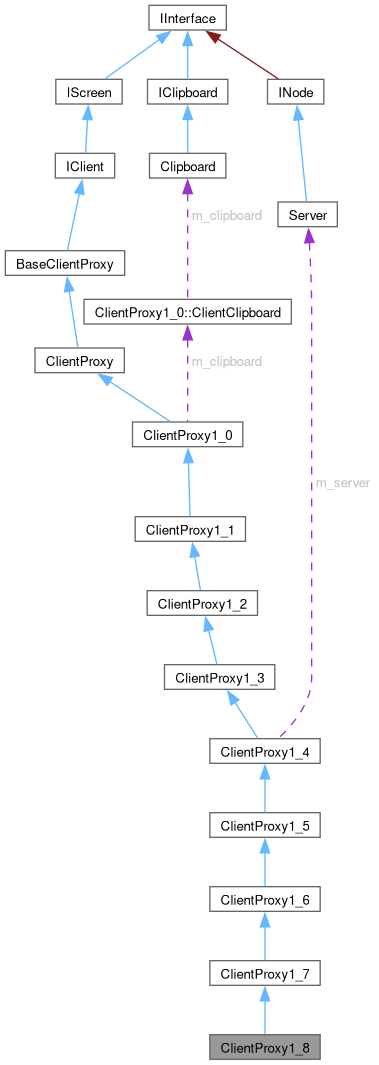 IInterface
IScreen
IClipboard
INode
IClient
Clipboard
Server
m_clipboard
BaseClientProxy
ClientProxy1_0::ClientClipboard
ClientProxy
m_clipboard
ClientProxy1_0
m_server
ClientProxy1_1
ClientProxy1_2
ClientProxy1_3
ClientProxy1_4
ClientProxy1_5
ClientProxy1_6
ClientProxy1_7
ClientProxy1_8